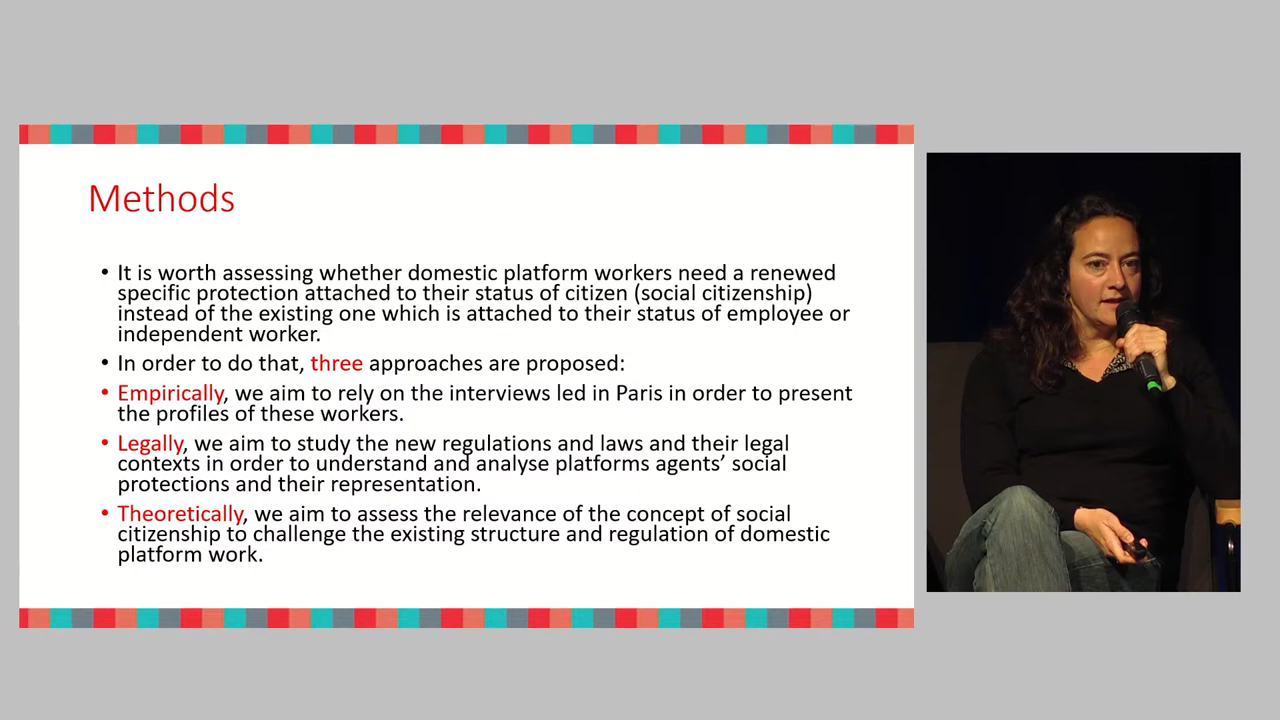 Methods
• It is worth assessing whether domestic platform workers need a renewed
specific protection attached to their status of citizen (social citizenship)
instead of the existing one which is attached to their status of employee or
independent worker.
• In order to do that, three approaches are proposed:
• Empirically, we aim to rely on the interviews led in Paris in order to present
the profiles of these workers.
• Legally, we aim to study the new regulations and laws and their legal
contexts in order to understand and analyse platforms agents’ social
protections and their representation.
• Theoretically, we aim to assess the relevance of the concept of social
citizenship to challenge the existing structure and regulation of domestic
platform work.